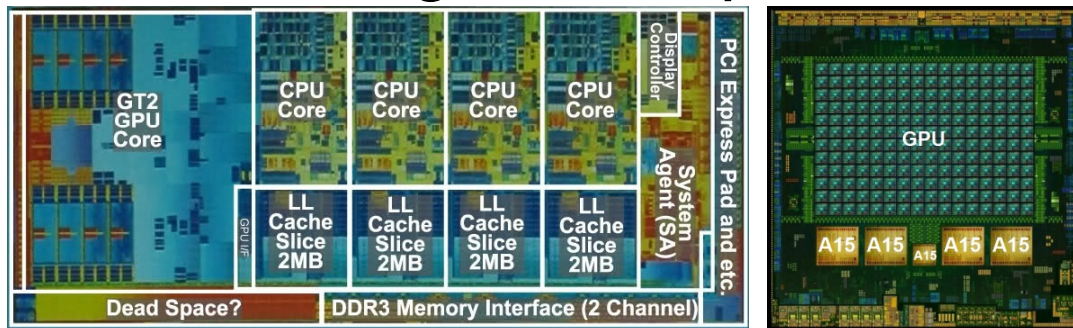 GT2
GPU
Core
CPU
Core
CPU
Core
CPU
Core
CPU
Core
Display
Controller
PCI Express Pad and etc.
System
Agent (SA)
GPU I/F
LL
Cache
Slice
2MB
LL
Cache
Slice
2MB
LL
Cache
Slice
2MB
LL
Cache
Slice
2MB
Dead Space?
DDR3 Memory Interface (2 Channel)
GPU
A15
A15
A15
A15
A15